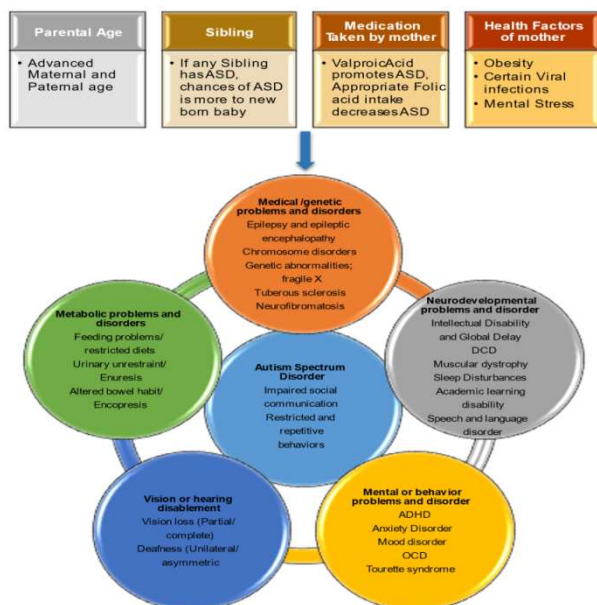 Parental Age
• Advanced
Maternal and
Paternal age
Sibling
• If any Sibling
hasASD,
chances of ASD
is more to new
born baby
Medication
Taken by mother
• ValproicAcid
promotesASD,
Appropriate Folic
acid intake
decreasesASD
Health Factors
of mother
• Obesity
• Certain Viral
infections
• Mental Stress
Medical /genetic
problems and disorders
Epilepsy and epileptic
encephalopathy
Chromosome disorders
Genetic abnormalities;
fragile X
Tuberous sclerosis
Neurofibromatosis
Metabolic problems and
disorders
Feeding problems/
restricted diets
Urinary unrestraint/
Enuresis
Altered bowel habit/
Encopresis
Autism Spectrum
Disorder
Impaired social
communication
Restricted and
repetitive
behaviors
Neurodevelopmental
problems and disorder
Intellectual Disability
and Global Delay
DCD
Muscular dystrophy
Sleep Disturbances
Academic learning
disability
Speech and language
disorder
Vision or hearing
disablement
Vision loss (Partial/
complete)
Deafness (Unilateral/
asymmetric
Mental or behavior
problems and disorder
ADHD
Anxiety Disorder
Mood disorder
OCD
Tourette syndrome